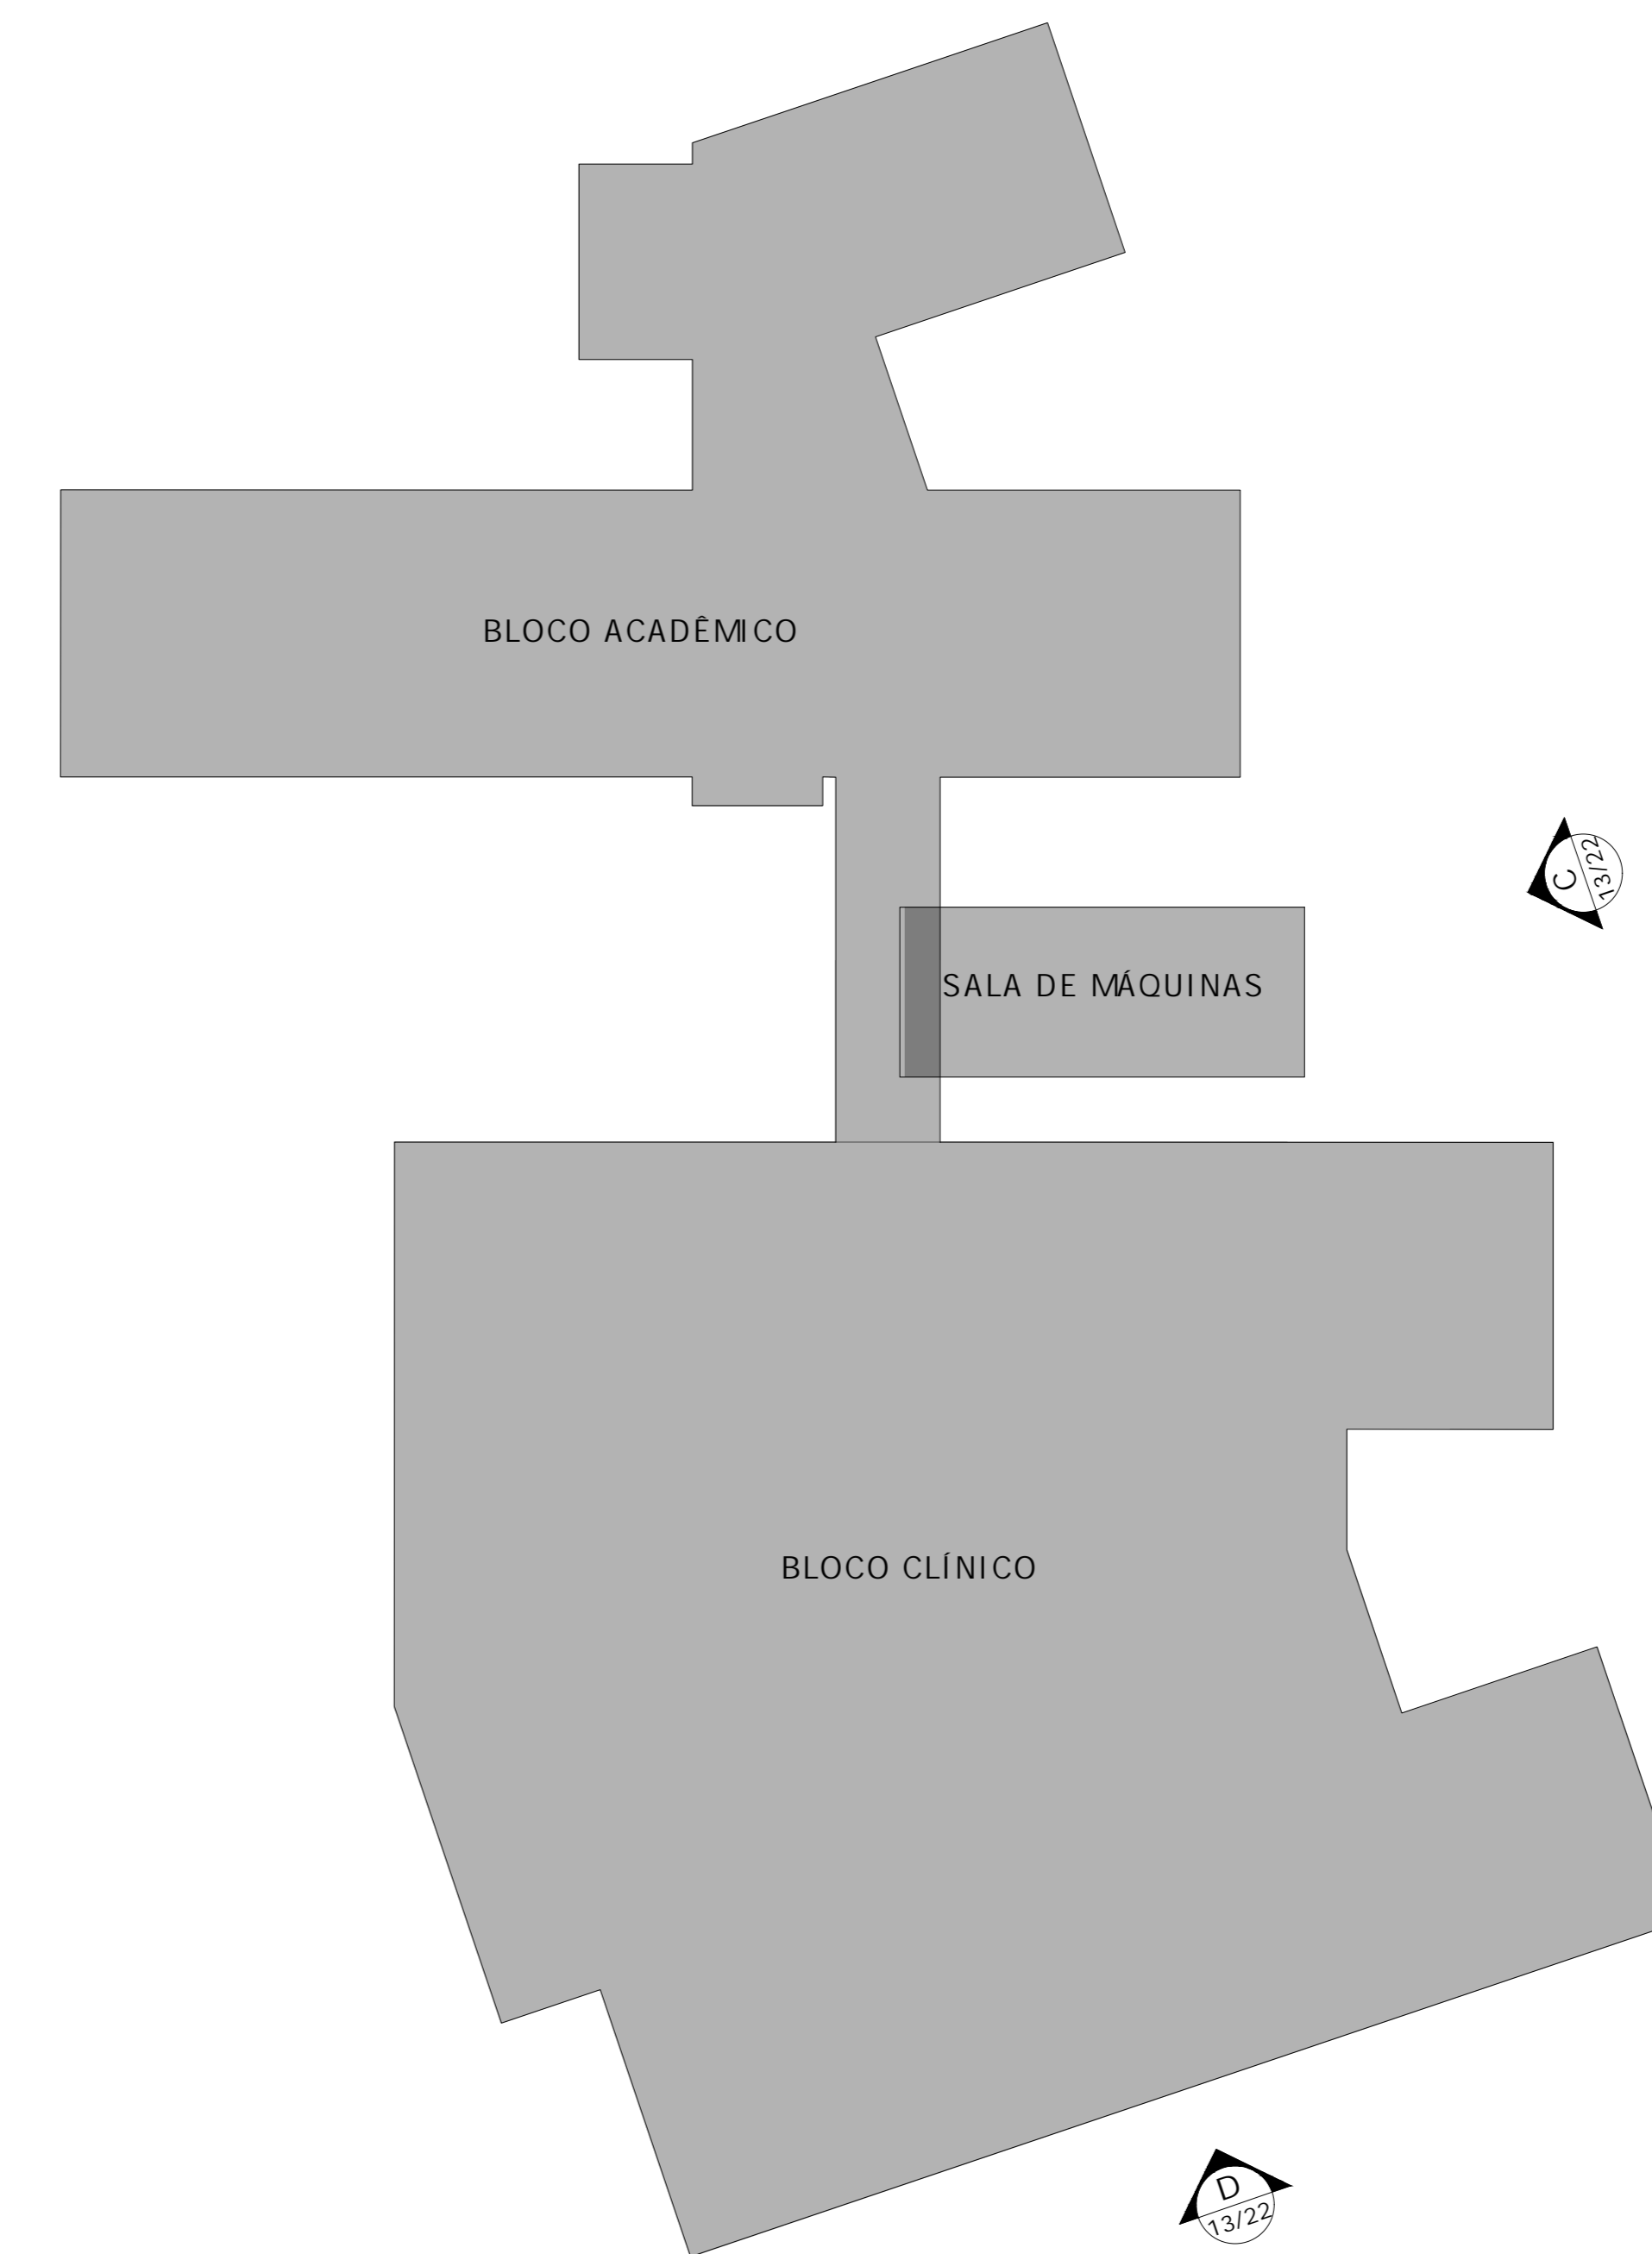 BLOCO ACADÊMICO
C
13/22
SALA DE MÁQUINAS
BLOCO CLÍNICO
D
13/22